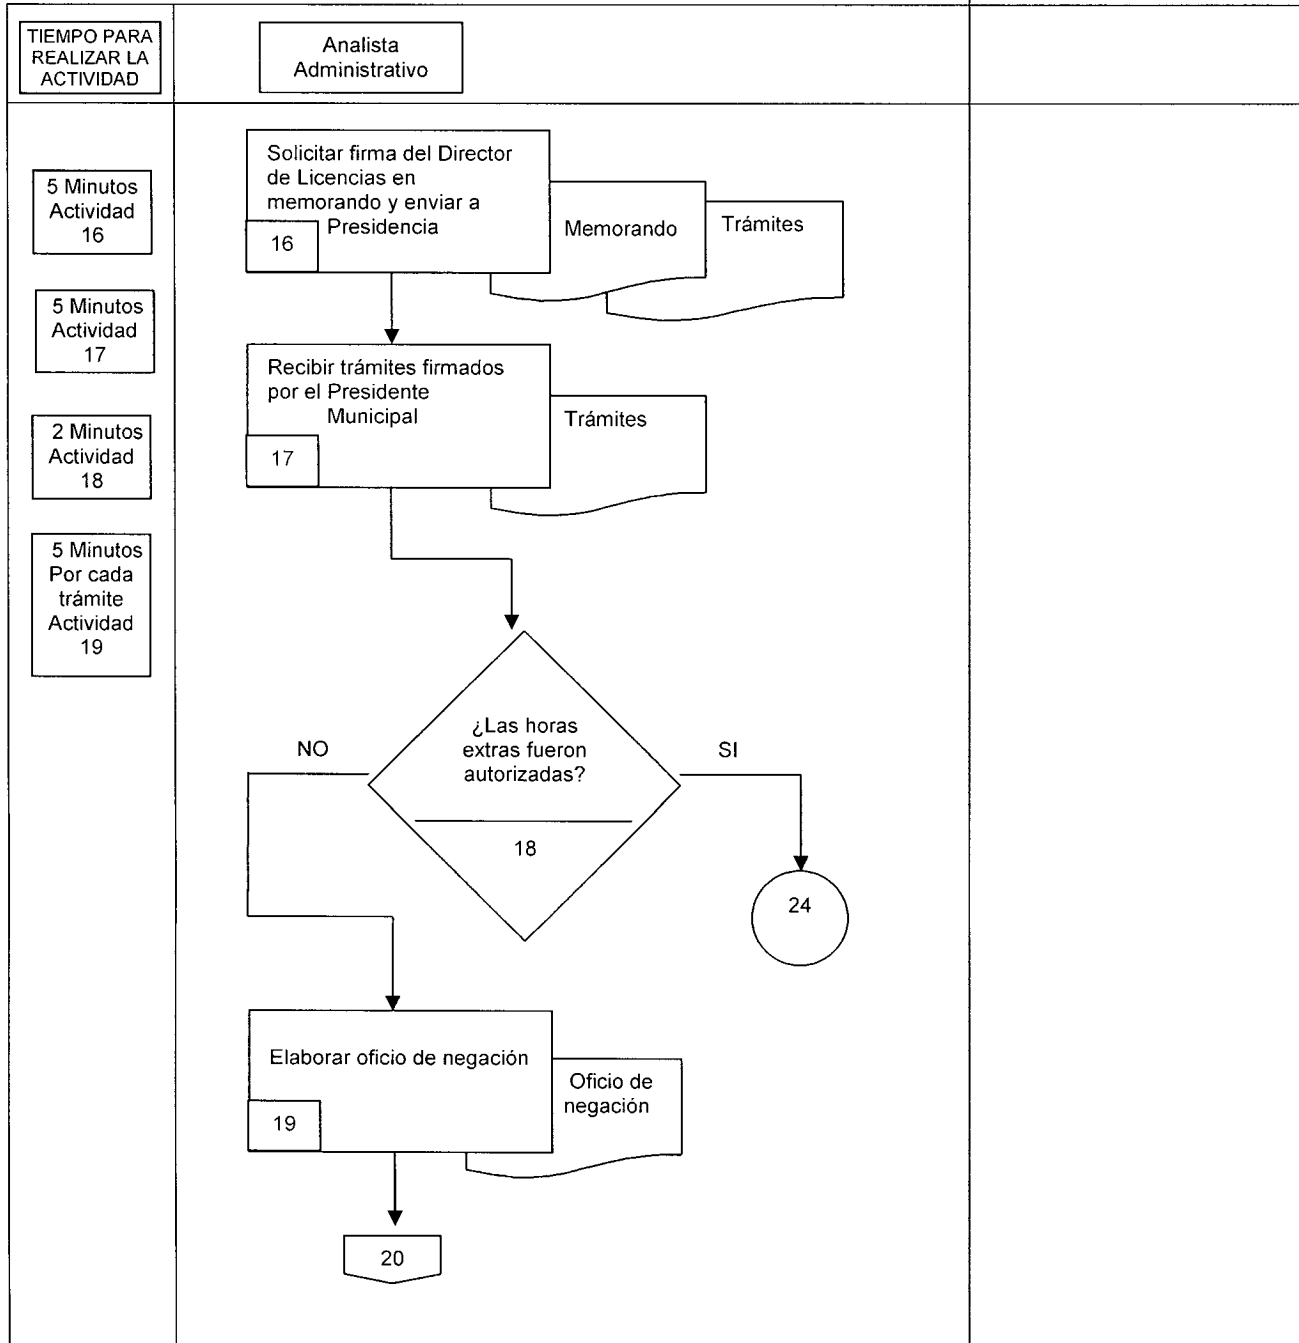 TIEMPO PARA
REALIZAR LA
ACTIVIDAD
Analista
Administrativo
5 Minutos
Actividad
16
5 Minutos
Actividad
17
2 Minutos
Actividad
18
5 Minutos
Por cada
trámite
Actividad
19
Solicitar firma del Director
de Licencias en
memorando y enviar a
Presidencia
16
Memorando
Trámites
Recibir trámites firmados
por el Presidente
Municipal
17
Trámites
¿Las horas
extras fueron
autorizadas?
18
NO
SI
24
Elaborar oficio de negación
19
Oficio de
negación
20